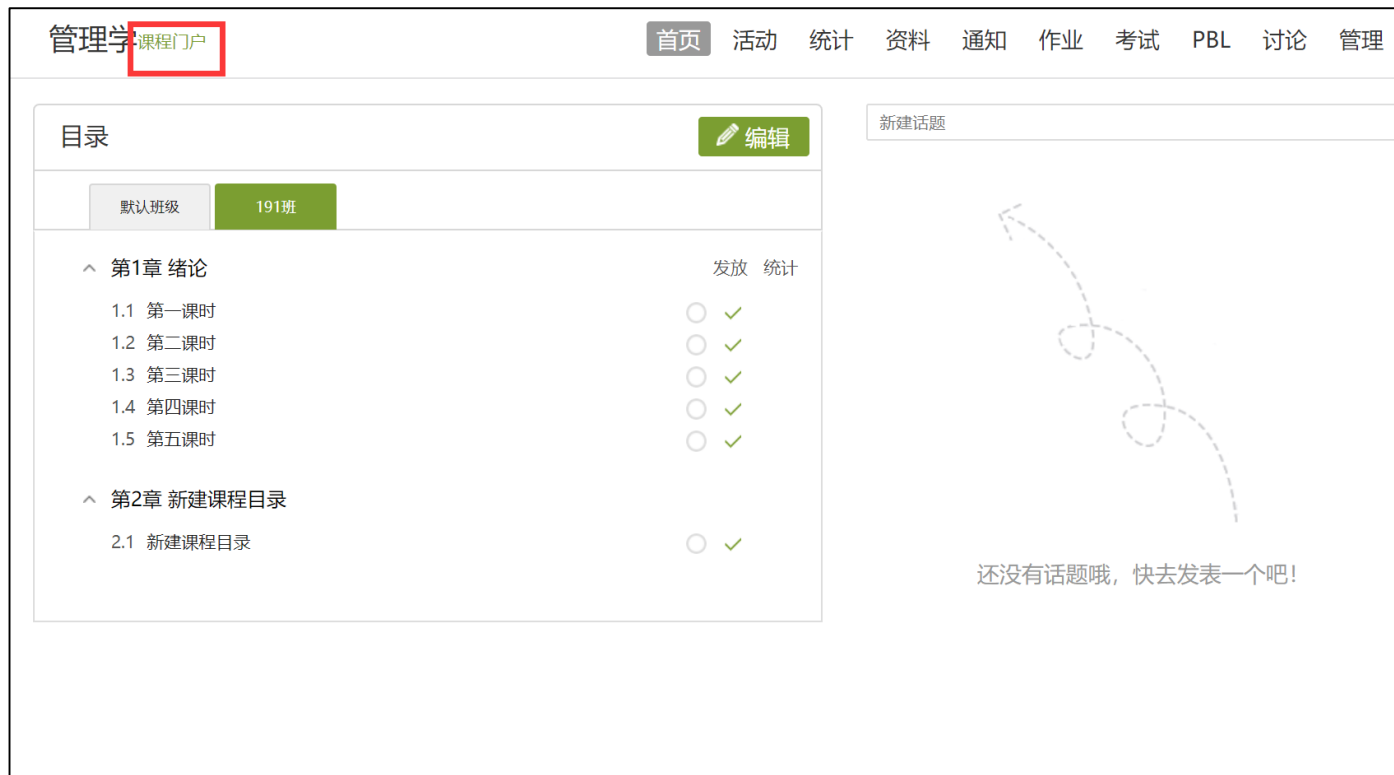 管理学课程门户 首页 活动 统计 资料 通知 作业 考试 PBL 讨论 管理
目录 编辑
默认班级 191班
第1章 绪论 发放 统计
1.1 第一课时
1.2 第二课时
1.3 第三课时
1.4 第四课时
1.5 第五课时
第2章 新建课程目录
2.1 新建课程目录
新建话题
还没有话题哦，快去发表一个吧！